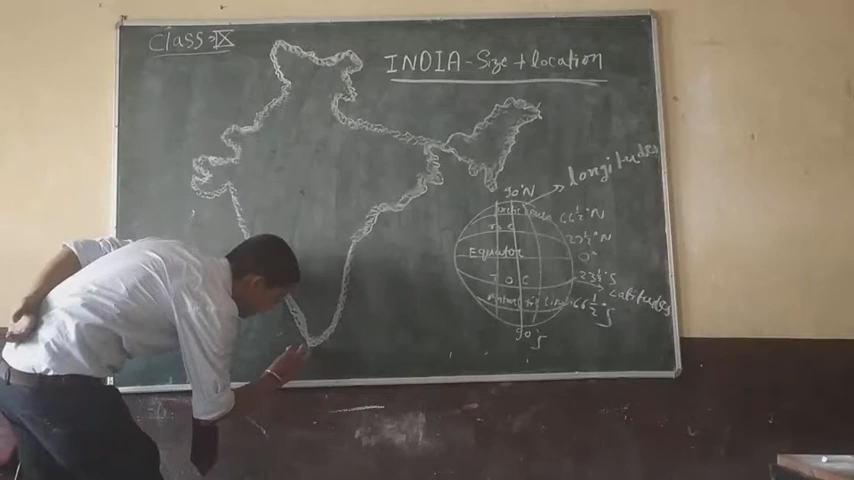 Class: IX
INDIA - Size + location
longitudes
90°N
66½°N
T o C
23½°N
Equator
0°
T O C
23½°S
Latitudes
66½°S
90°S